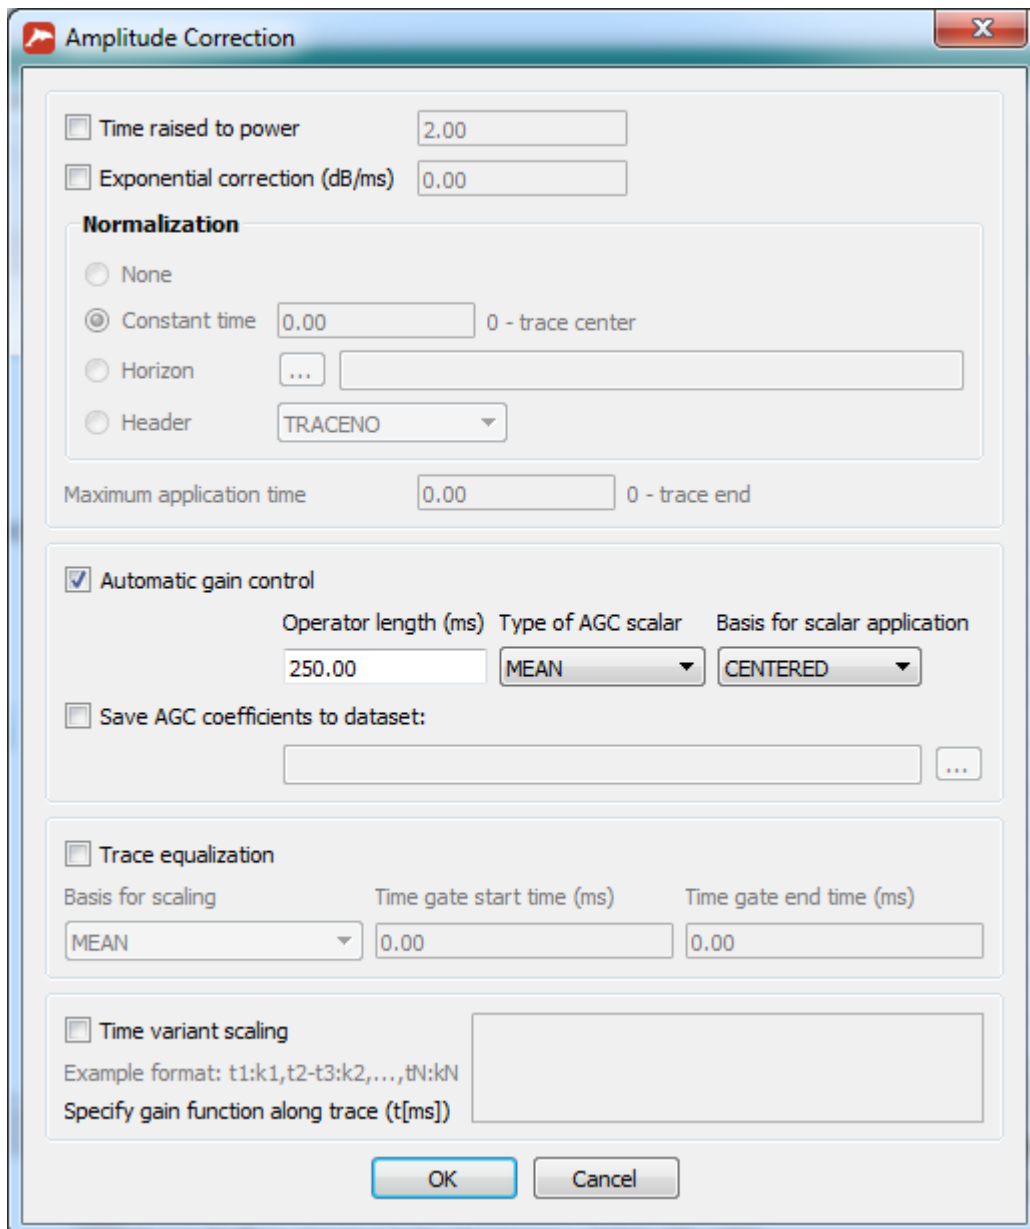 Amplitude Correction
Time raised to power 2.00
Exponential correction (dB/ms) 0.00
Normalization
None
Constant time 0.00 0 - trace center
Horizon ...
Header TRACENO
Maximum application time 0.00 0 - trace end
Automatic gain control
Operator length (ms) Type of AGC scalar Basis for scalar application
250.00 MEAN CENTERED
Save AGC coefficients to dataset:
...
Trace equalization
Basis for scaling Time gate start time (ms) Time gate end time (ms)
MEAN 0.00 0.00
Time variant scaling
Example format: t1:k1,t2-t3:k2,...,tN:kN
Specify gain function along trace (t[ms])
OK Cancel